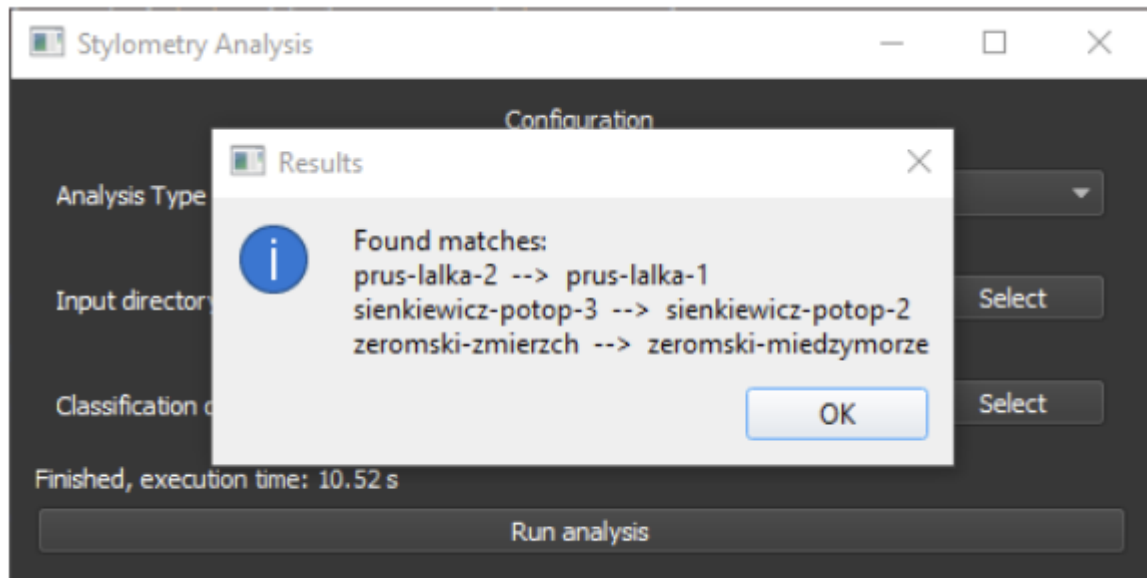 Stylometry Analysis
Configuration
Results
Analysis Type
Found matches:
prus-lalka-2 --> prus-lalka-1
sienkiewicz-potop-3 --> sienkiewicz-potop-2
zeromski-zmierzch --> zeromski-miedzymorze
Input directory
Select
OK
Classification
Select
Finished, execution time: 10.52 s
Run analysis